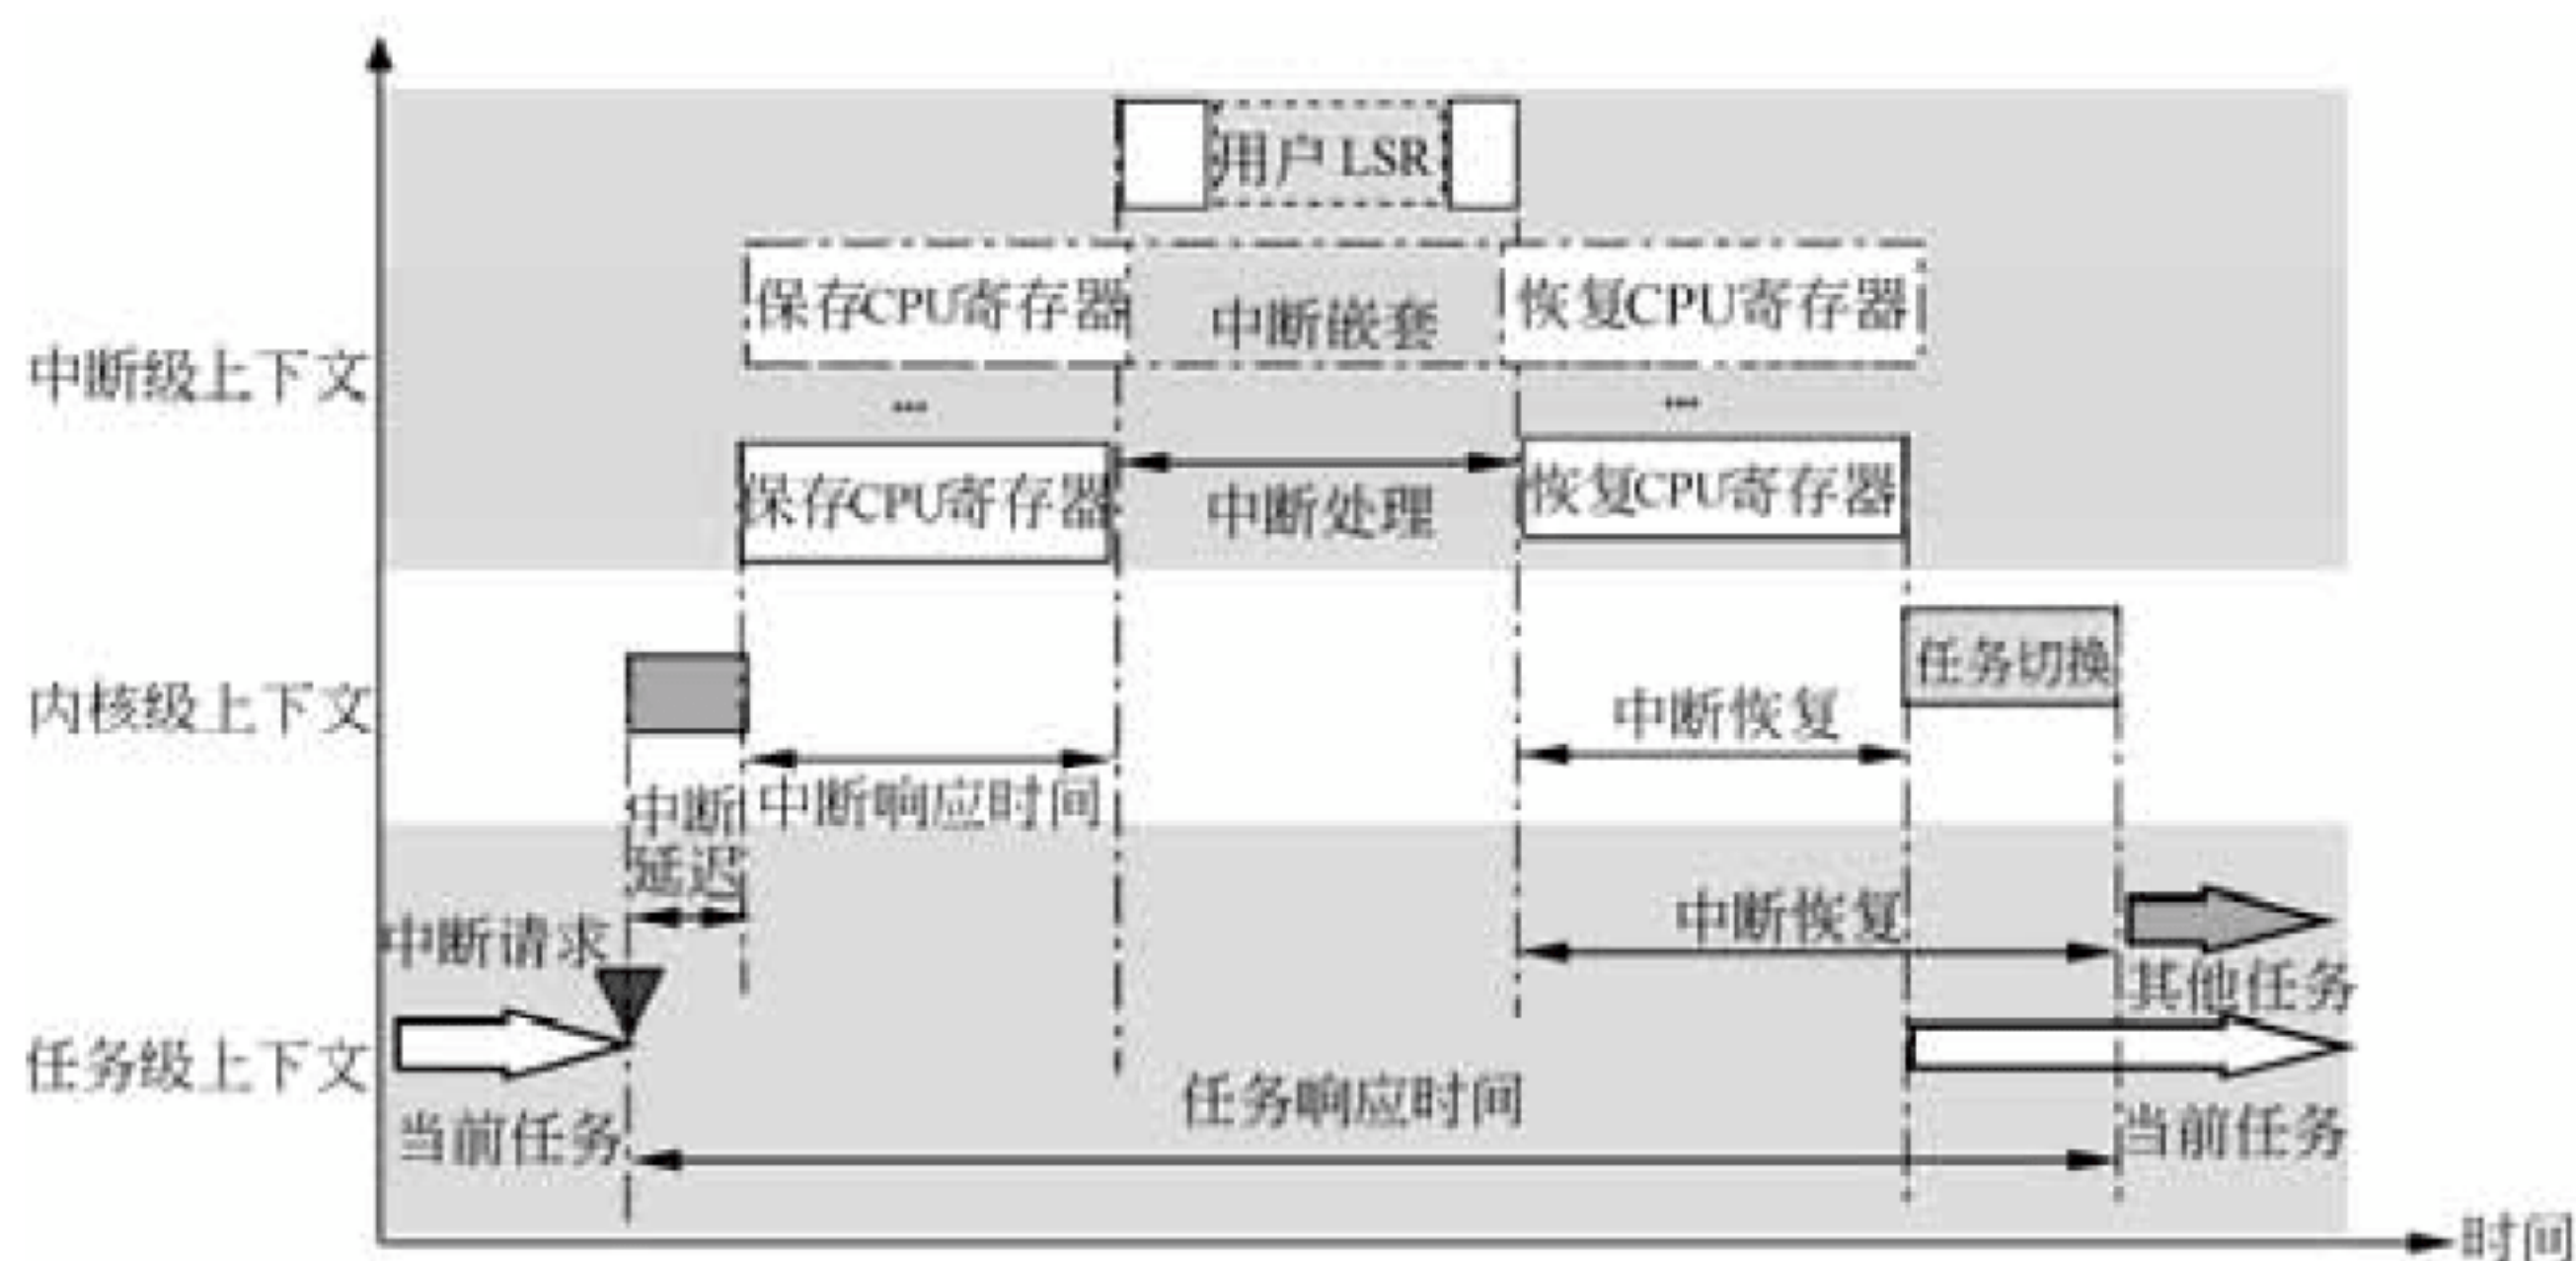 用户 LSR
保存CPU寄存器
中断嵌套
恢复CPU寄存器
中断级上下文
...
...
保存CPU寄存器
中断处理
恢复CPU寄存器
任务切换
内核级上下文
中断恢复
中断
延迟
中断响应时间
中断恢复
中断请求
其他任务
任务级上下文
任务响应时间
当前任务
当前任务
时间